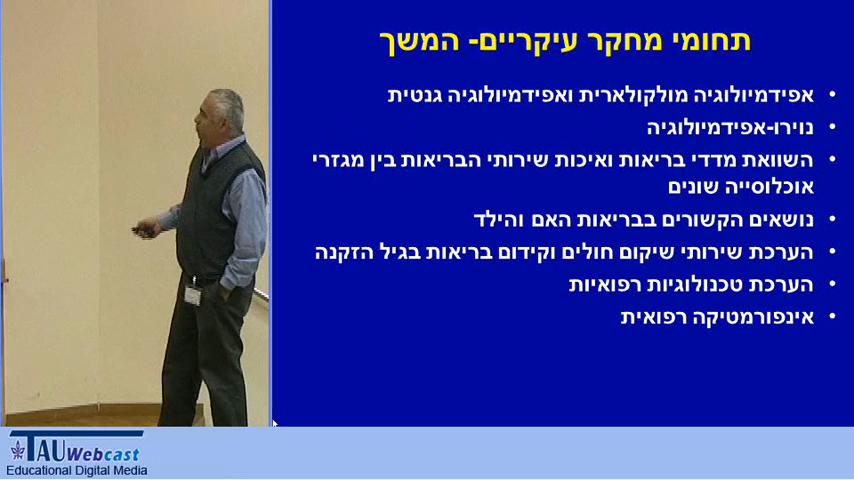 תחומי מחקר עיקריים- המשך
• אפידמיולוגיה מולקולארית ואפידמיולוגיה גנטית
• נוירו-אפידמיולוגיה
• השוואת מדדי בריאות ואיכות שירותי הבריאות בין מגזרי
אוכלוסייה שונים
• נושאים הקשורים בבריאות האם והילד
• הערכת שירותי שיקום חולים וקידום בריאות בגיל הזקנה
• הערכת טכנולוגיות רפואיות
• אינפורמטיקה רפואית
TAU Webcast
Educational Digital Media